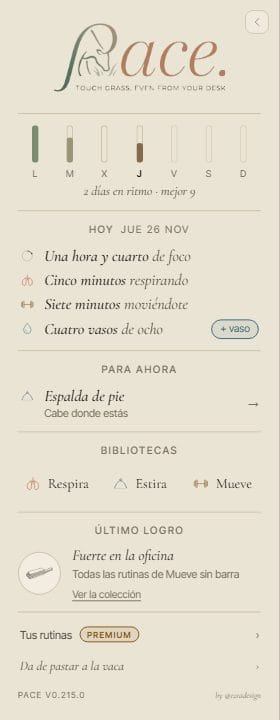 Pace.
TOUCH GRASS. EVEN FROM YOUR DESK
L M X J V S D
2 días en ritmo · mejor 9
HOY JUE 26 NOV
Una hora y cuarto de foco
Cinco minutos respirando
Siete minutos moviéndote
Cuatro vasos de ocho
+ vaso
PARA AHORA
Espalda de pie
Cabe donde estás
→
BIBLIOTECAS
Respira Estira Mueve
ÚLTIMO LOGRO
Fuerte en la oficina
Todas las rutinas de Mueve sin barra
Ver la colección
Tus rutinas PREMIUM ›
Da de pastar a la vaca ›
PACE V0.215.0 by @raradesign